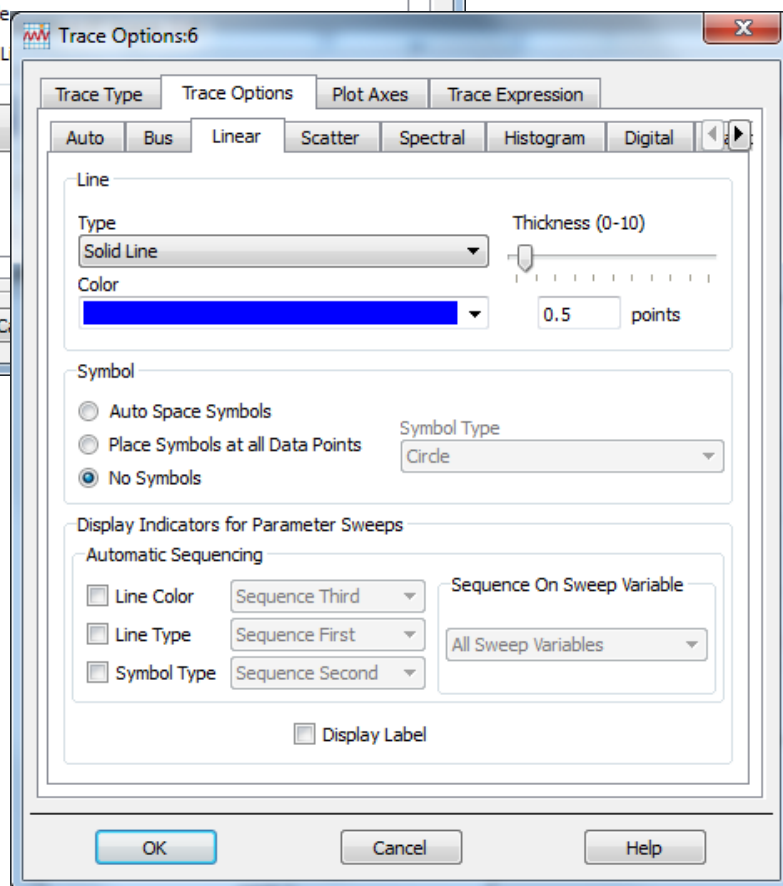 Trace Options:6
Trace Type Trace Options Plot Axes Trace Expression
Auto Bus Linear Scatter Spectral Histogram Digital
Line
Type Thickness (0-10)
Solid Line
Color
0.5 points
Symbol
Auto Space Symbols
Place Symbols at all Data Points
No Symbols
Symbol Type
Circle
Display Indicators for Parameter Sweeps
Automatic Sequencing
Line Color Sequence Third
Line Type Sequence First
Symbol Type Sequence Second
Sequence On Sweep Variable
All Sweep Variables
Display Label
OK Cancel Help